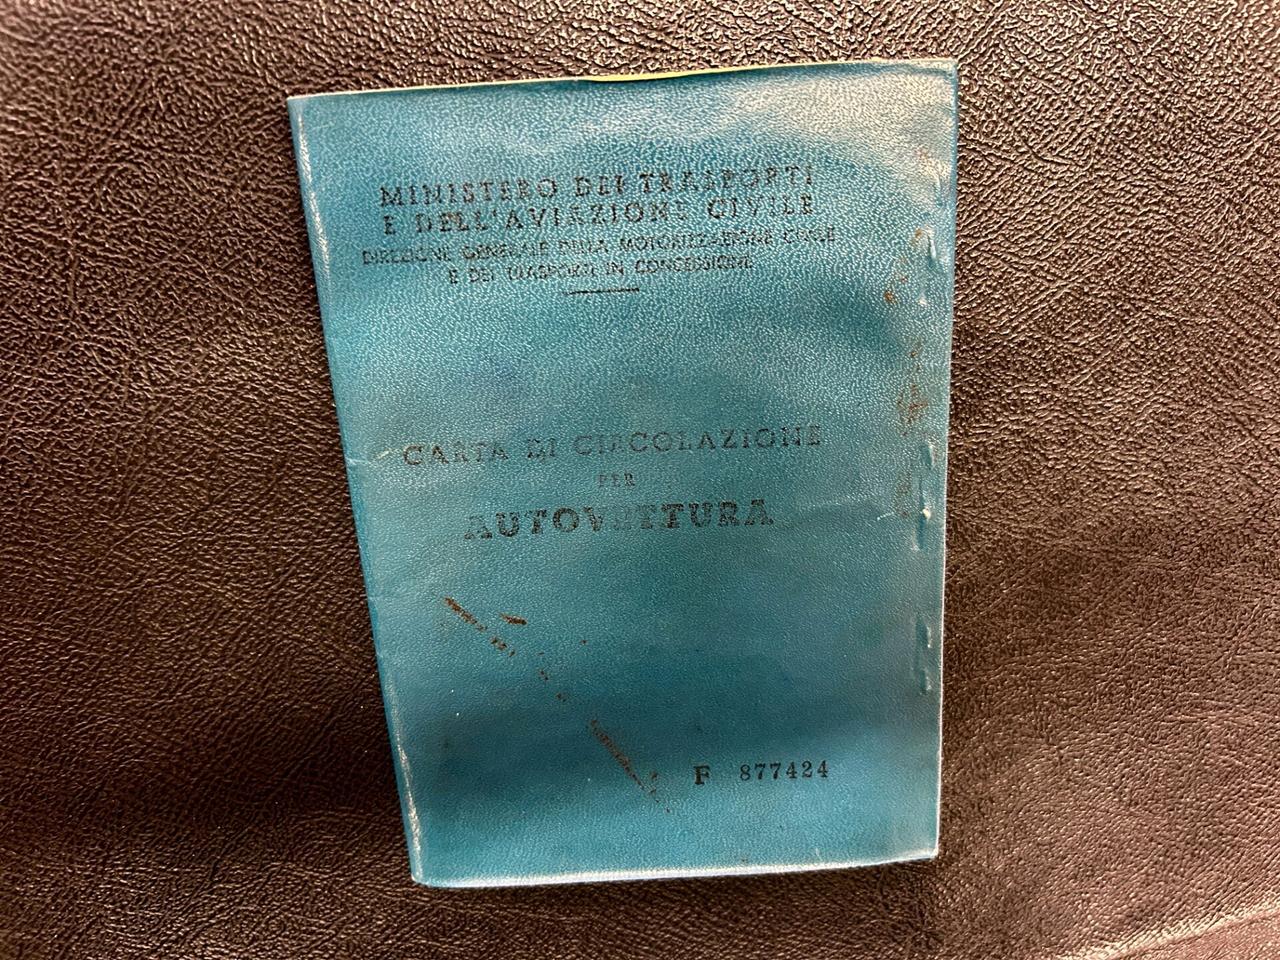 MINISTERO DEI TRASPORTI
E DELL'AVIAZIONE CIVILE
DIREZIONE GENERALE DELLA MOTORIZZAZIONE CIVILE
E DEI TRASPORTI IN CONCESSIONE
CARTA DI CIRCOLAZIONE
PER
AUTOVETTURA
F 877424